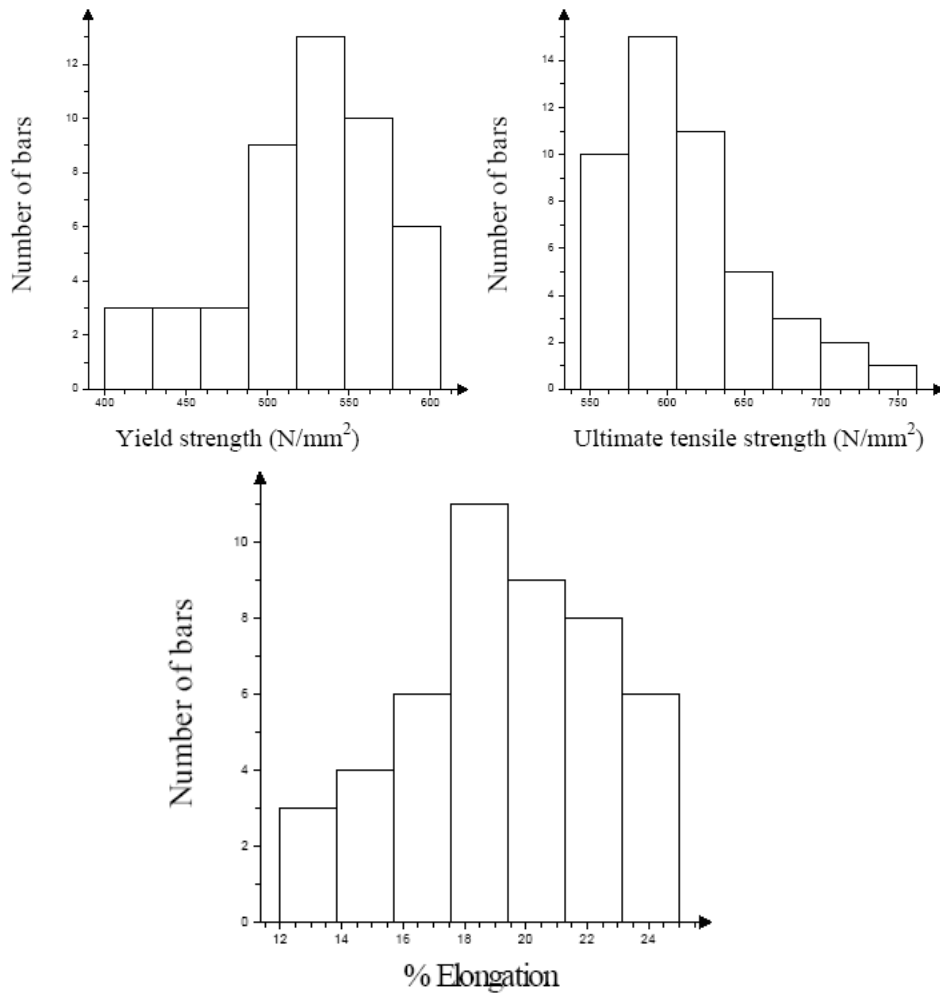 Number of bars
12
10
8
6
4
2
0
400 450 500 550 600
Yield strength (N/mm²)
Number of bars
14
12
10
8
6
4
2
0
550 600 650 700 750
Ultimate tensile strength (N/mm²)
Number of bars
10
8
6
4
2
0
12 14 16 18 20 22 24
% Elongation